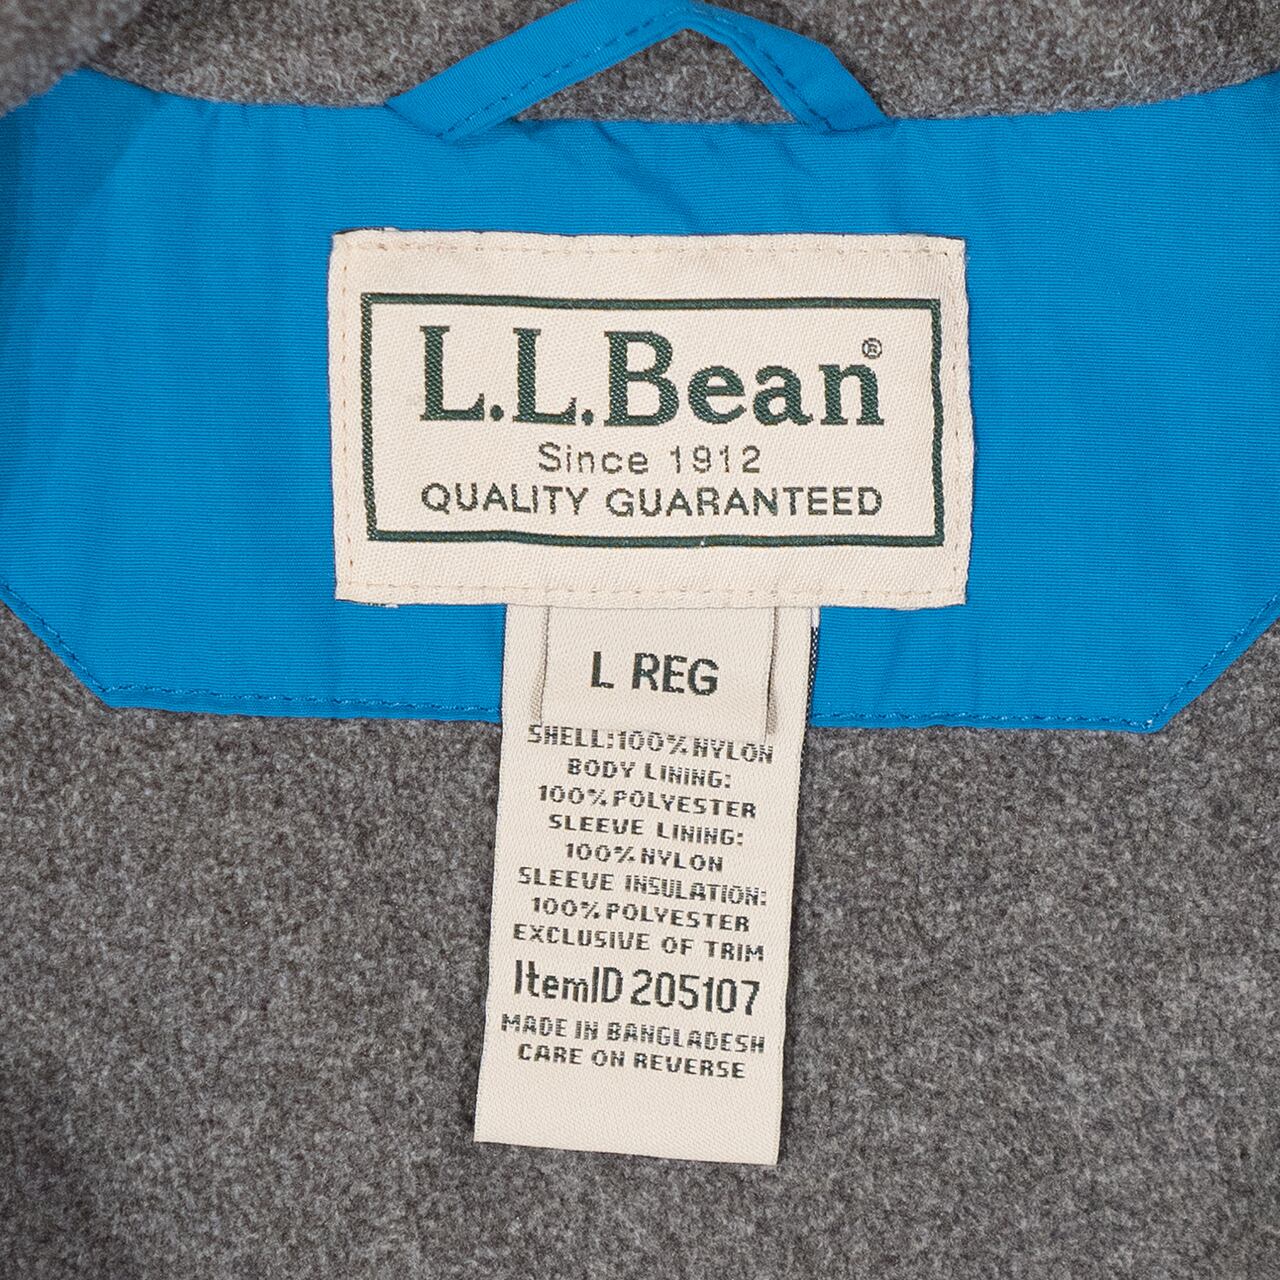 L.L.Bean®
Since 1912
QUALITY GUARANTEED
L REG
SHELL:100%NYLON
BODY LINING:
100%POLYESTER
SLEEVE LINING:
100%NYLON
SLEEVE INSULATION:
100%POLYESTER
EXCLUSIVE OF TRIM
ItemID 205107
MADE IN BANGLADESH
CARE ON REVERSE